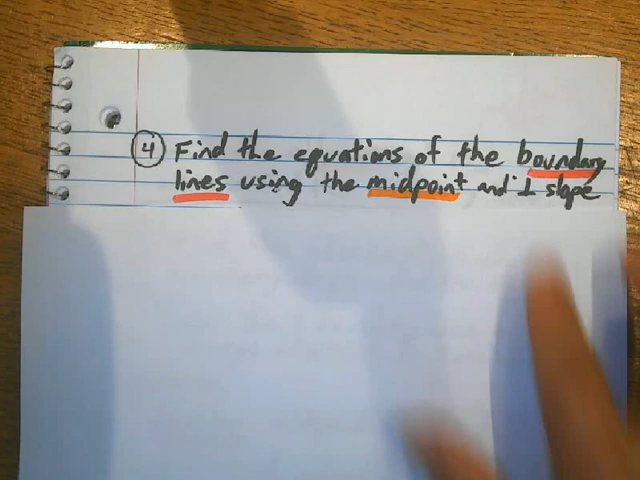 ④ Find the equations of the boundary
lines using the midpoint and ⊥ slope